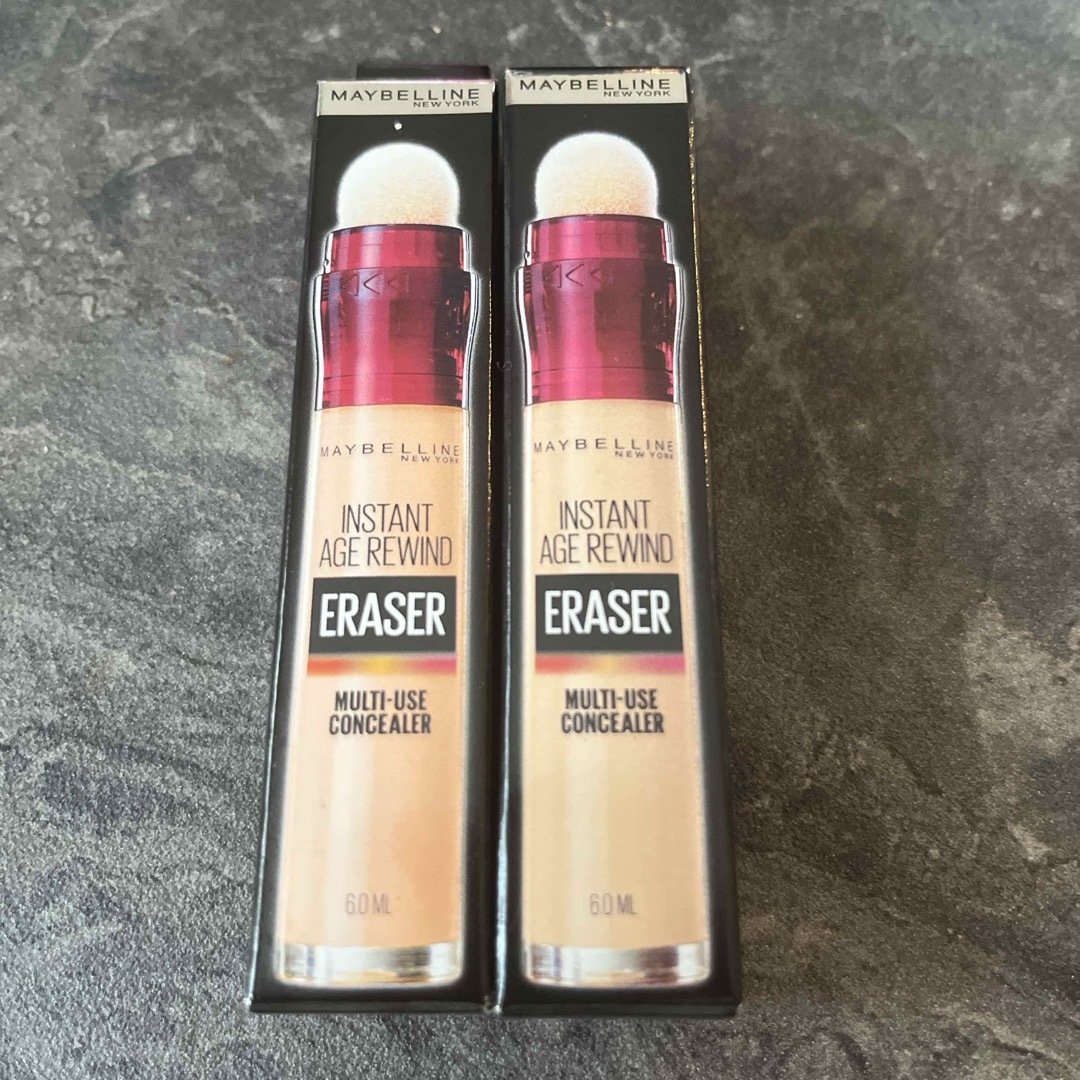 MAYBELLINE
NEW YORK
MAYBELLINE
NEW YORK
INSTANT
AGE REWIND
ERASER
MULTI-USE
CONCEALER
6.0 ML
MAYBELLINE
NEW YORK
MAYBELLINE
NEW YORK
INSTANT
AGE REWIND
ERASER
MULTI-USE
CONCEALER
6.0 ML